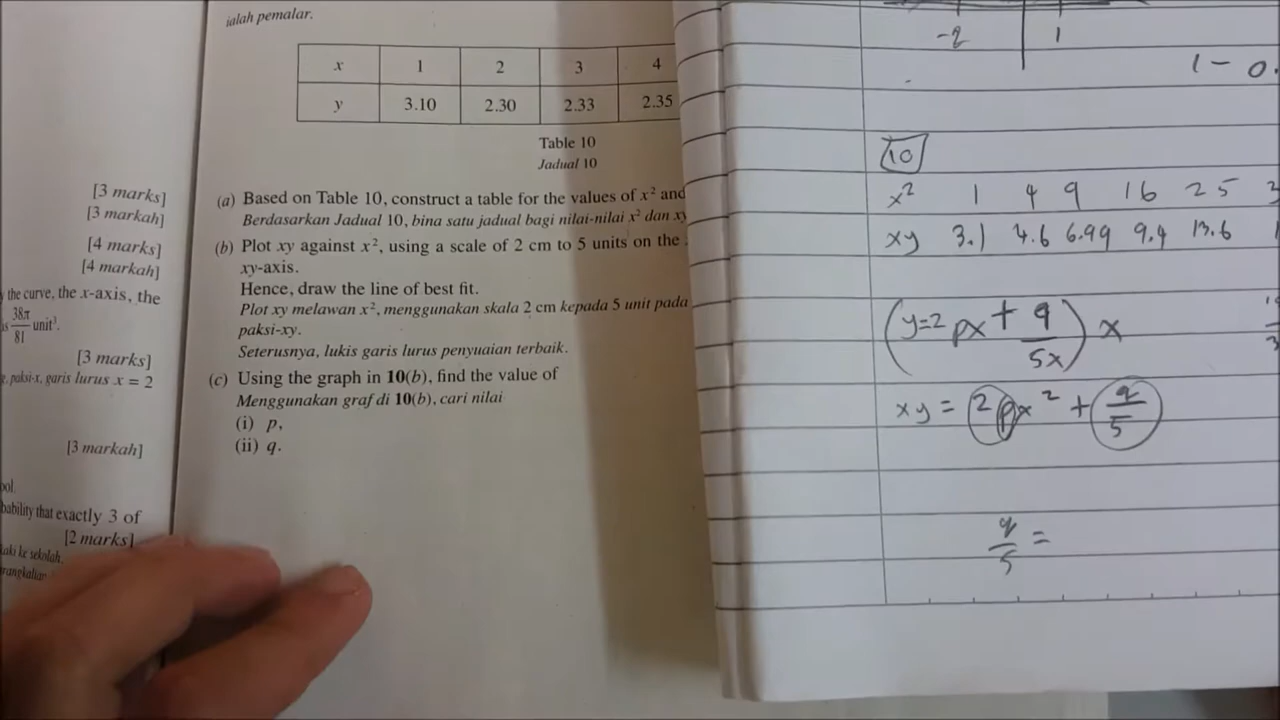 ialah pemalar.
x 1 2 3 4
y 3.10 2.30 2.33 2.35
Table 10
Jadual 10
(a) Based on Table 10, construct a table for the values of x² and
Berdasarkan Jadual 10, bina satu jadual bagi nilai-nilai x² dan xy
(b) Plot xy against x², using a scale of 2 cm to 5 units on the
xy-axis.
Hence, draw the line of best fit.
Plot xy melawan x², menggunakan skala 2 cm kepada 5 unit pada
paksi-xy.
Seterusnya, lukis garis lurus penyuaian terbaik.
(c) Using the graph in 10(b), find the value of
Menggunakan graf di 10(b), cari nilai
(i) p,
(ii) q.
[3 marks]
[3 markah]
[4 marks]
[4 markah]
the curve, the x-axis, the
38π/81 unit³.
[3 marks]
paksi-x, garis lurus x = 2
[3 markah]
that exactly 3 of
[2 marks]
ke sekolah,
-2 1
1 - 0.
10
x² 1 4 9 16 25
xy 3.1 4.6 6.99 9.4 13.6
(y=2px + q/5x) x
xy = 2px² + q/5
q/5 =